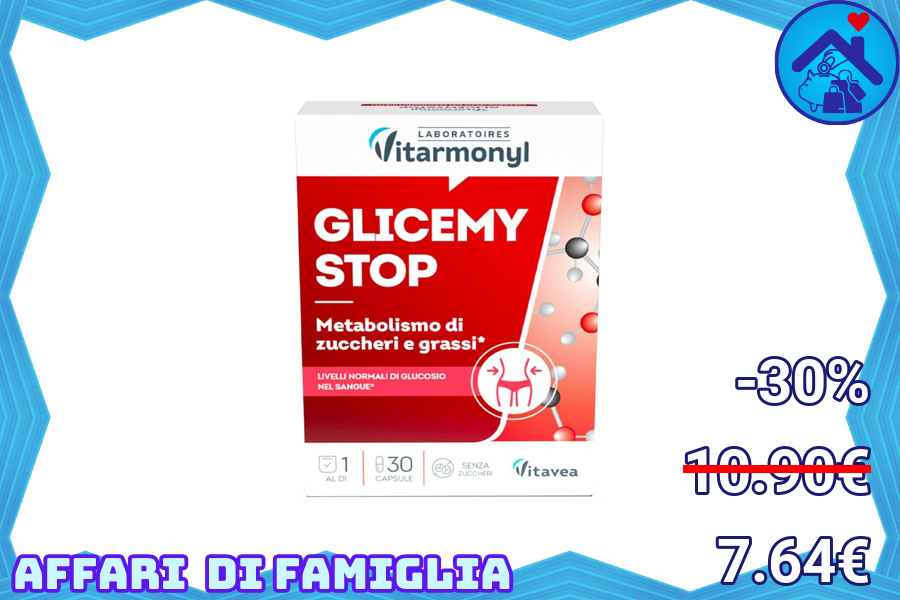 LABORATOIRES
Vitarmonyl
GLICEMY
STOP
Metabolismo di
zuccheri e grassi*
LIVELLI NORMALI DI GLUCOSIO
NEL SANGUE*
1
AL DI
30
CAPSULE
SENZA
ZUCCHERI
Vitavea
-30%
10.90€
7.64€
AFFARI DI FAMIGLIA